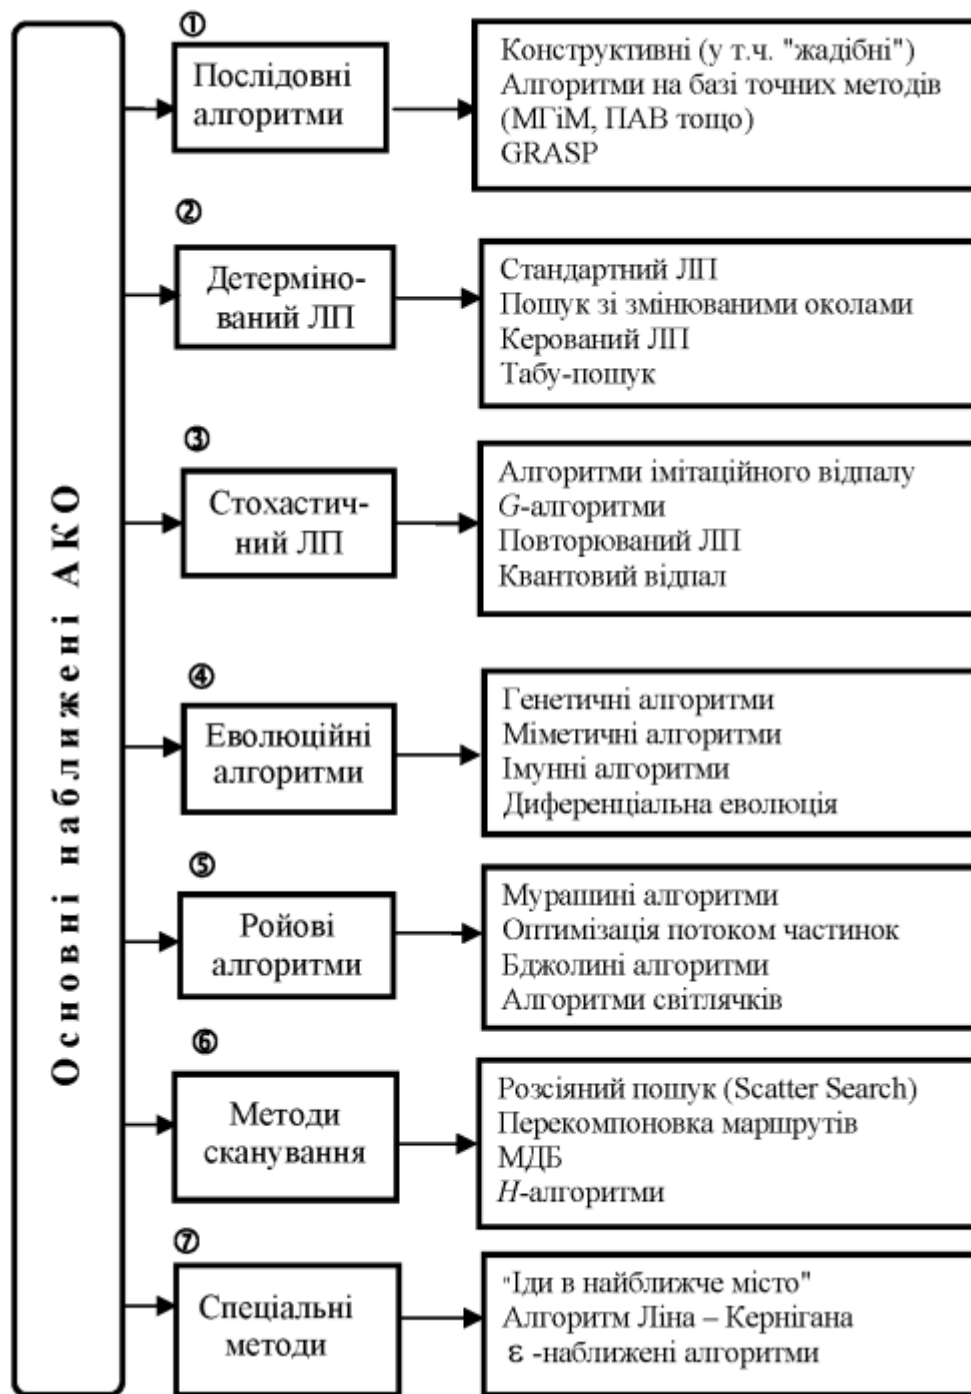 Основні наближені АКО
①
Послідовні
алгоритми
Конструктивні (у т.ч. "жадібні")
Алгоритми на базі точних методів
(МГіМ, ПАВ тощо)
GRASP
②
Детерміно-
ований ЛП
Стандартний ЛП
Пошук зі змінюваними околами
Керований ЛП
Табу-пошук
③
Стохастич-
ний ЛП
Алгоритми імітаційного відпалу
G-алгоритми
Повторюваний ЛП
Квантовий відпал
④
Еволюційні
алгоритми
Генетичні алгоритми
Міметичні алгоритми
Імунні алгоритми
Диференціальна еволюція
⑤
Ройові
алгоритми
Мурашині алгоритми
Оптимізація потоком частинок
Бджолині алгоритми
Алгоритми світлячків
⑥
Методи
сканування
Розсіяний пошук (Scatter Search)
Перекомпоновка маршрутів
МДБ
H-алгоритми
⑦
Спеціальні
методи
"Іди в найближче місто"
Алгоритм Ліна – Кернігана
ε -наближені алгоритми